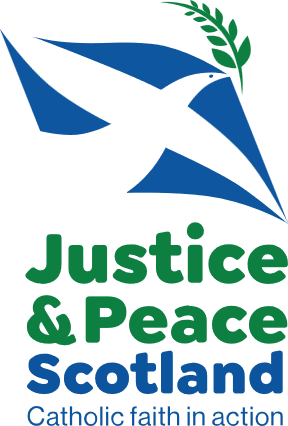 Justice
& Peace
Scotland
Catholic faith in action